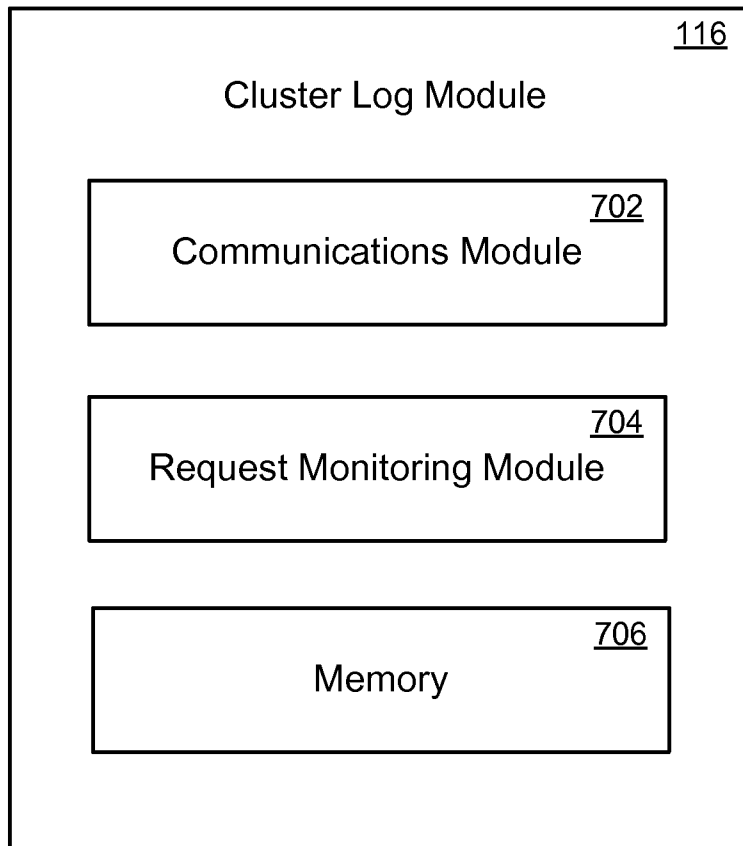 116
Cluster Log Module
702
Communications Module
704
Request Monitoring Module
706
Memory